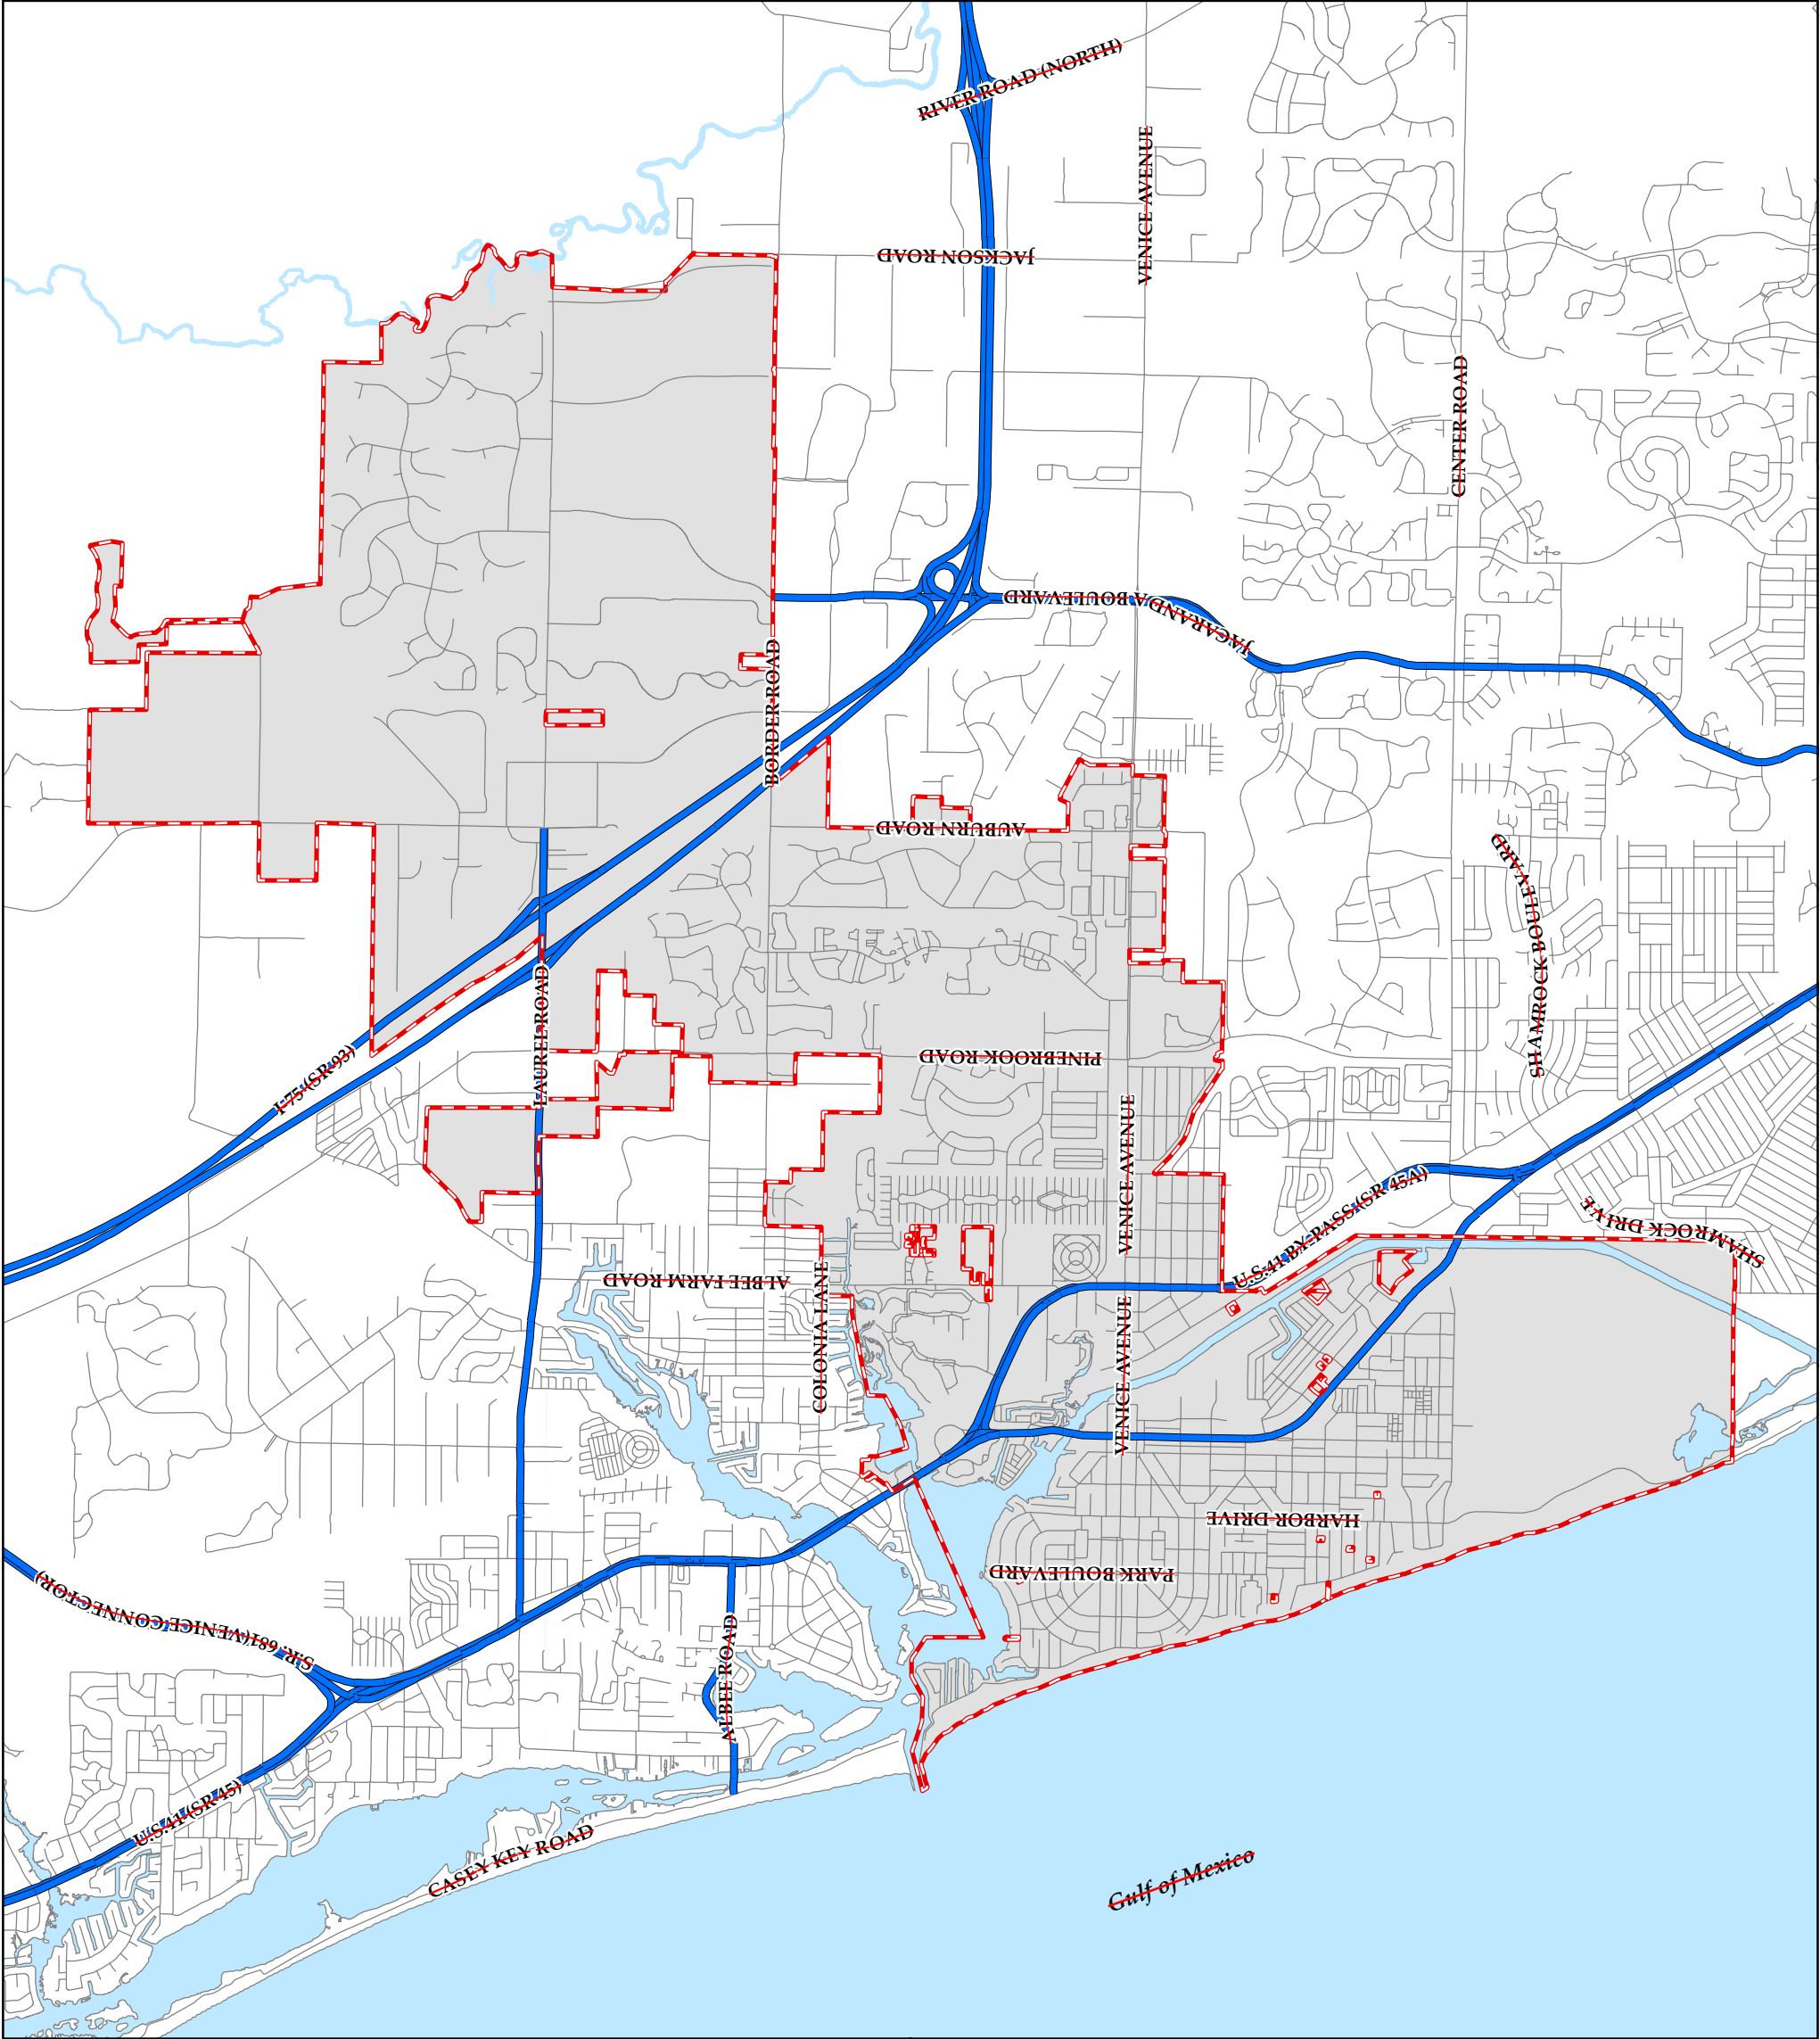 RIVER ROAD (NORTH)
VENICE AVENUE
JACKSON ROAD
CENTER ROAD
JACARANDA BOULEVARD
BORDER ROAD
AUBURN ROAD
SHAMROCK BOULEVARD
LAUREL ROAD
I-75 (SR 93)
PINEBROOK ROAD
VENICE AVENUE
U.S. 41 BY-PASS (SR 45A)
SHAMROCK DRIVE
ALBEE FARM ROAD
COLONIA LANE
VENICE AVENUE
HARBOR DRIVE
PARK BOULEVARD
S.R. 681 (VENICE CONNECTOR)
ALBEE ROAD
U.S. 41 (SR 45)
CASEY KEY ROAD
Gulf of Mexico